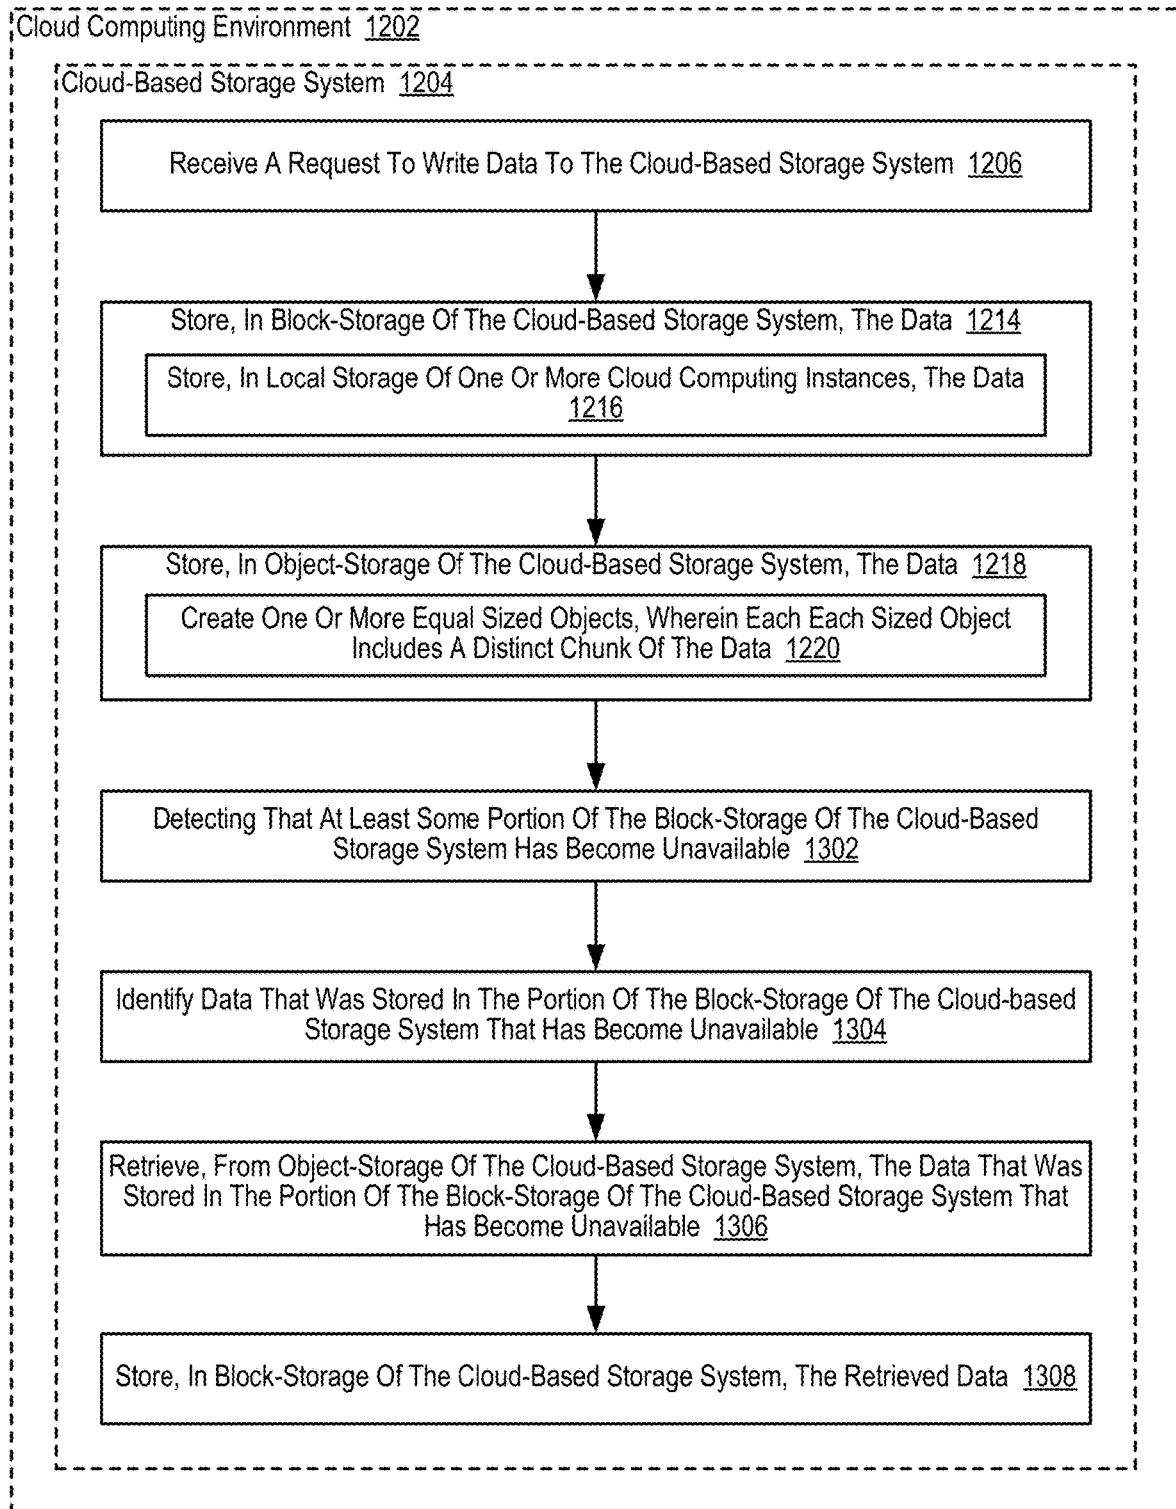 Cloud Computing Environment 1202
Cloud-Based Storage System 1204
Receive A Request To Write Data To The Cloud-Based Storage System 1206
Store, In Block-Storage Of The Cloud-Based Storage System, The Data 1214
Store, In Local Storage Of One Or More Cloud Computing Instances, The Data
1216
Store, In Object-Storage Of The Cloud-Based Storage System, The Data 1218
Create One Or More Equal Sized Objects, Wherein Each Each Sized Object
Includes A Distinct Chunk Of The Data 1220
Detecting That At Least Some Portion Of The Block-Storage Of The Cloud-Based
Storage System Has Become Unavailable 1302
Identify Data That Was Stored In The Portion Of The Block-Storage Of The Cloud-based
Storage System That Has Become Unavailable 1304
Retrieve, From Object-Storage Of The Cloud-Based Storage System, The Data That Was
Stored In The Portion Of The Block-Storage Of The Cloud-Based Storage System That
Has Become Unavailable 1306
Store, In Block-Storage Of The Cloud-Based Storage System, The Retrieved Data 1308